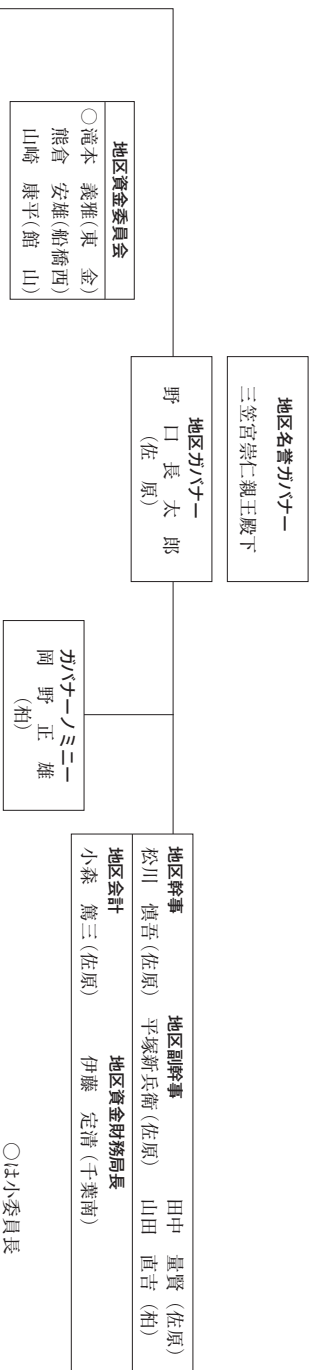 地区名誉ガバナー
三笠宮崇仁親王殿下
地区ガバナー
野口長太郎
(佐原)
地区資金委員会
○滝本 義雅(東 金)
熊倉 安雄(船橋西)
山崎 康平(館 山)
ガバナーノミニー
岡野正雄
(柏)
地区幹事 地区副幹事
松川 慎吾(佐原) 平塚新兵衛(佐原) 田中 量賢(佐原)
山田 直吉(柏)
地区会計 地区資金財務局長
小森 篤三(佐原) 伊藤 定清(千葉南)
○は小委員長